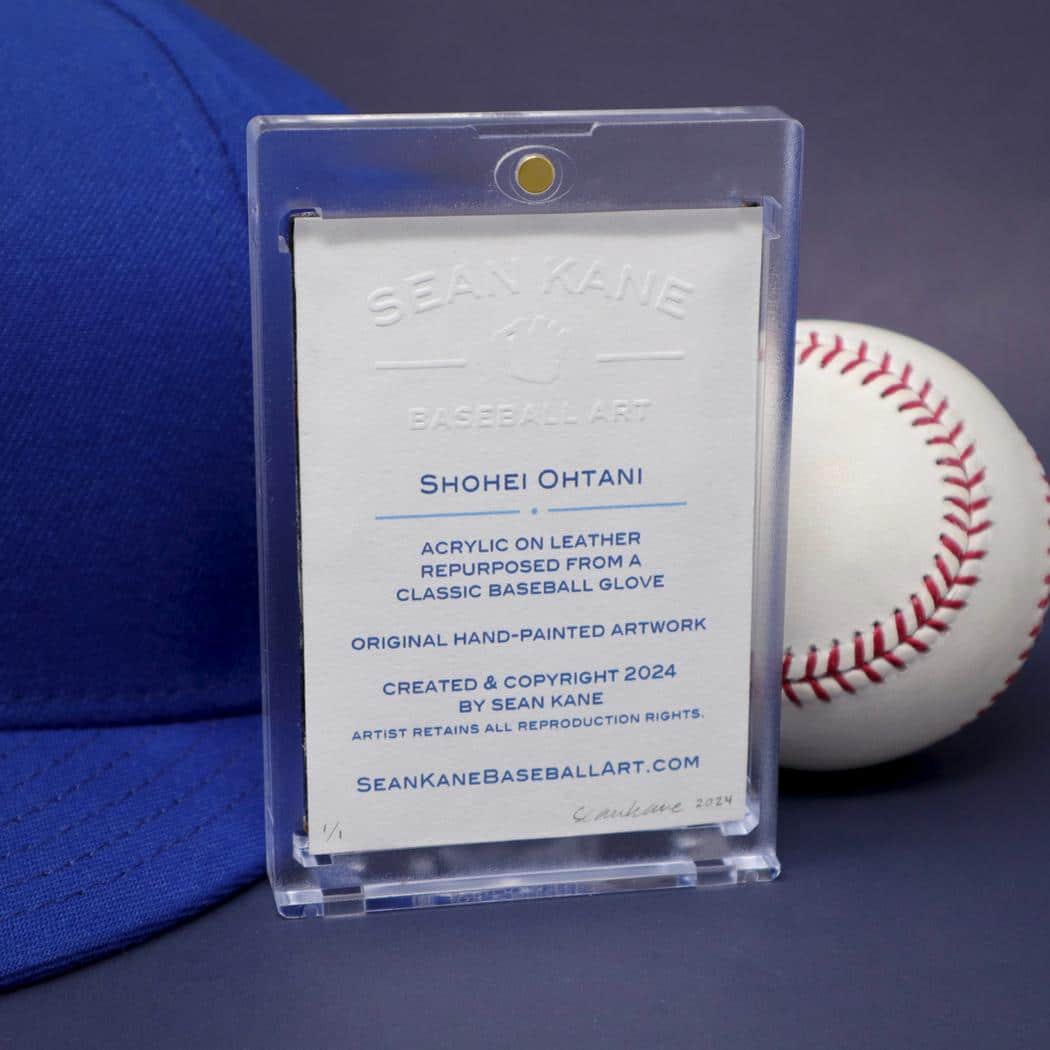 SEAN KANE
BASEBALL ART
SHOHEI OHTANI
ACRYLIC ON LEATHER
REPURPOSED FROM A
CLASSIC BASEBALL GLOVE
ORIGINAL HAND-PAINTED ARTWORK
CREATED & COPYRIGHT 2024
BY SEAN KANE
ARTIST RETAINS ALL REPRODUCTION RIGHTS.
SEANKANEBASEBALLART.COM
1/1 seankane 2024